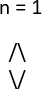 n = 1
/\
\/